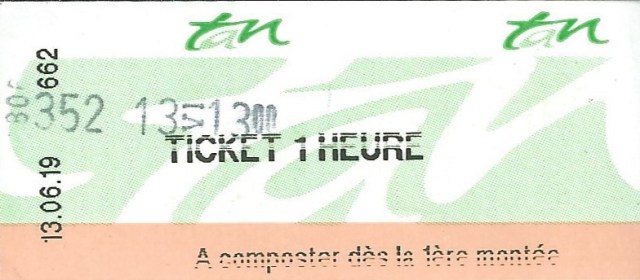 tan tan
662
13.06.19
352
TICKET 1 HEURE
A composter dès la 1ère montée